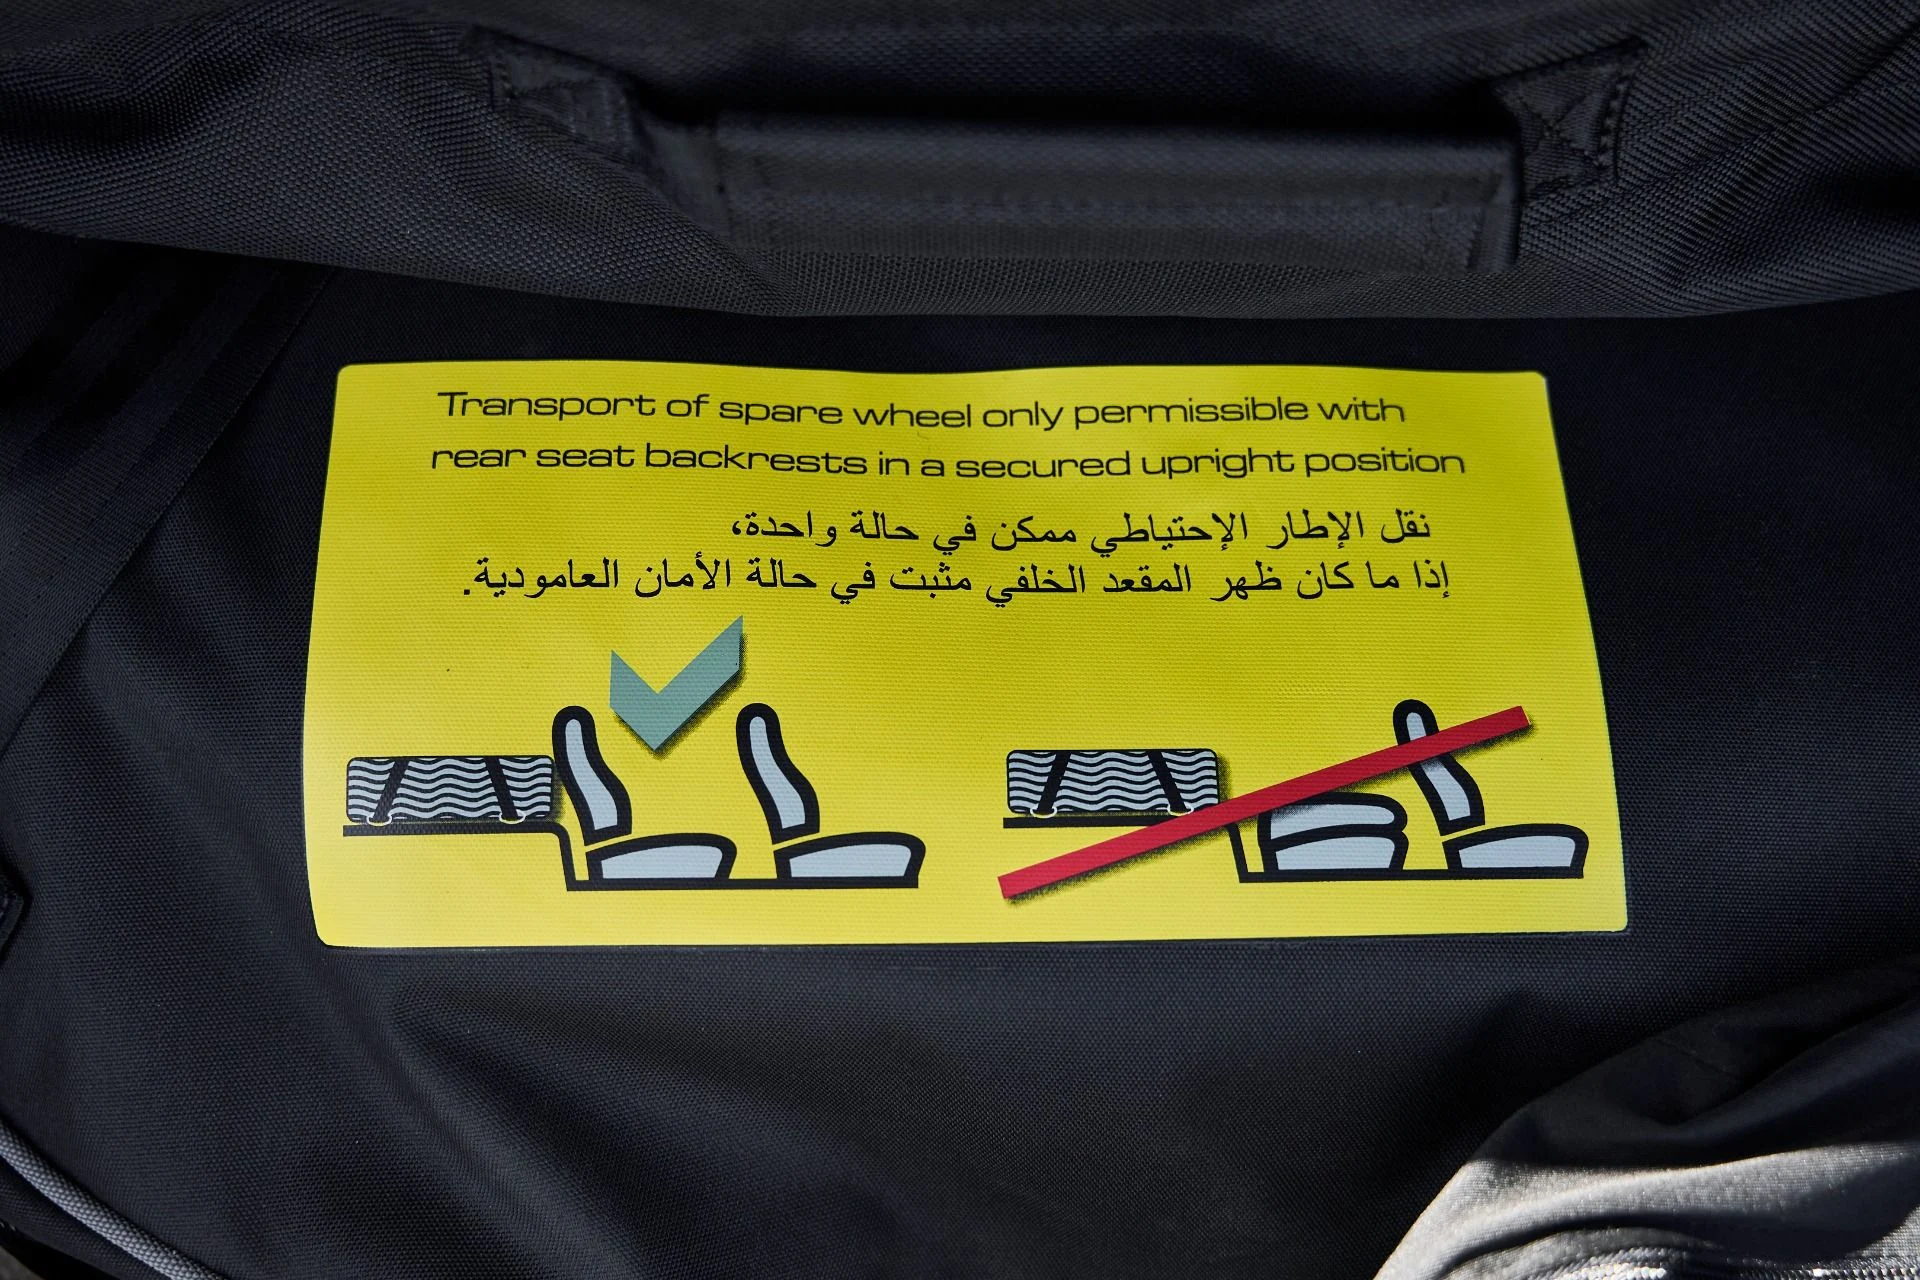 Transport of spare wheel only permissible with
rear seat backrests in a secured upright position
نقل الإطار الإحتياطي ممكن في حالة واحدة،
إذا ما كان ظهر المقعد الخلفي مثبت في حالة الأمان العامودية.